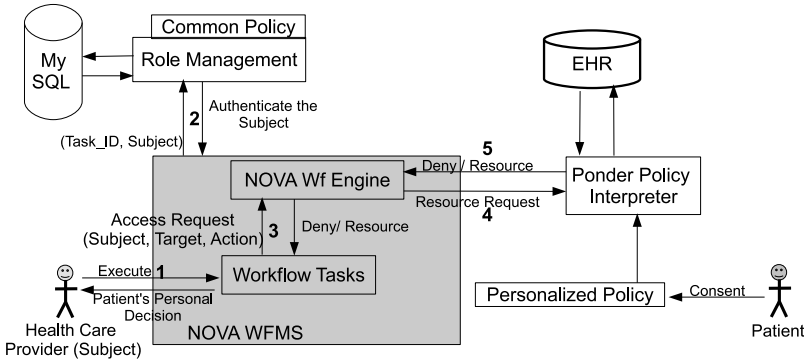 Common Policy
My
SQL
Role Management
EHR
2
Authenticate the
Subject
(Task_ID, Subject)
5
Deny / Resource
NOVA Wf Engine
Ponder Policy
Interpreter
Resource Request
4
Access Request
(Subject, Target, Action)
3
Deny/ Resource
Execute
1
Workflow Tasks
Patient's Personal
Decision
Personalized Policy
Consent
Health Care
Provider (Subject)
NOVA WFMS
Patient